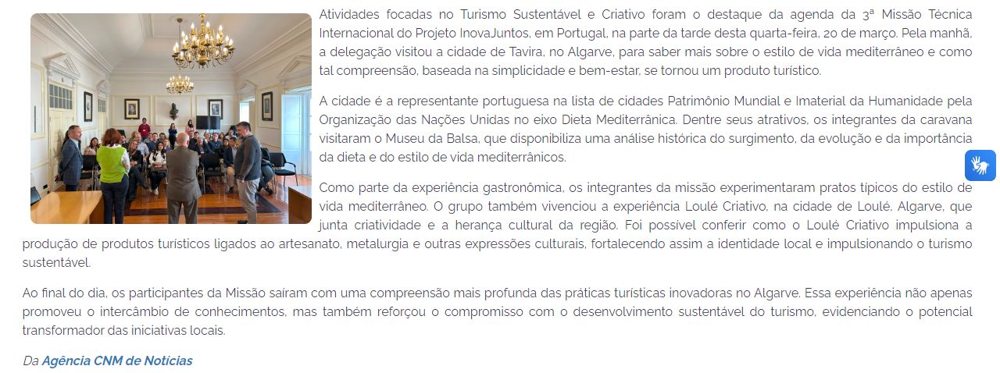 Atividades focadas no Turismo Sustentável e Criativo foram o destaque da agenda da 3ª Missão Técnica
Internacional do Projeto InovaJuntos, em Portugal, na parte da tarde desta quarta-feira, 20 de março. Pela manhã,
a delegação visitou a cidade de Tavira, no Algarve, para saber mais sobre o estilo de vida mediterrâneo e como
tal compreensão, baseada na simplicidade e bem-estar, se tornou um produto turístico.
A cidade é a representante portuguesa na lista de cidades Patrimônio Mundial e Imaterial da Humanidade pela
Organização das Nações Unidas no eixo Dieta Mediterrânica. Dentre seus atrativos, os integrantes da caravana
visitaram o Museu da Balsa, que disponibiliza uma análise histórica do surgimento, da evolução e da importância
da dieta e do estilo de vida mediterrânicos.
Como parte da experiência gastronômica, os integrantes da missão experimentaram pratos típicos do estilo de
vida mediterrâneo. O grupo também vivenciou a experiência Loulé Criativo, na cidade de Loulé, Algarve, que
junta criatividade e a herança cultural da região. Foi possível conferir como o Loulé Criativo impulsiona a
produção de produtos turísticos ligados ao artesanato, metalurgia e outras expressões culturais, fortalecendo assim a identidade local e impulsionando o turismo
sustentável.
Ao final do dia, os participantes da Missão saíram com uma compreensão mais profunda das práticas turísticas inovadoras no Algarve. Essa experiência não apenas
promoveu o intercâmbio de conhecimentos, mas também reforçou o compromisso com o desenvolvimento sustentável do turismo, evidenciando o potencial
transformador das iniciativas locais.
Da Agência CNM de Notícias